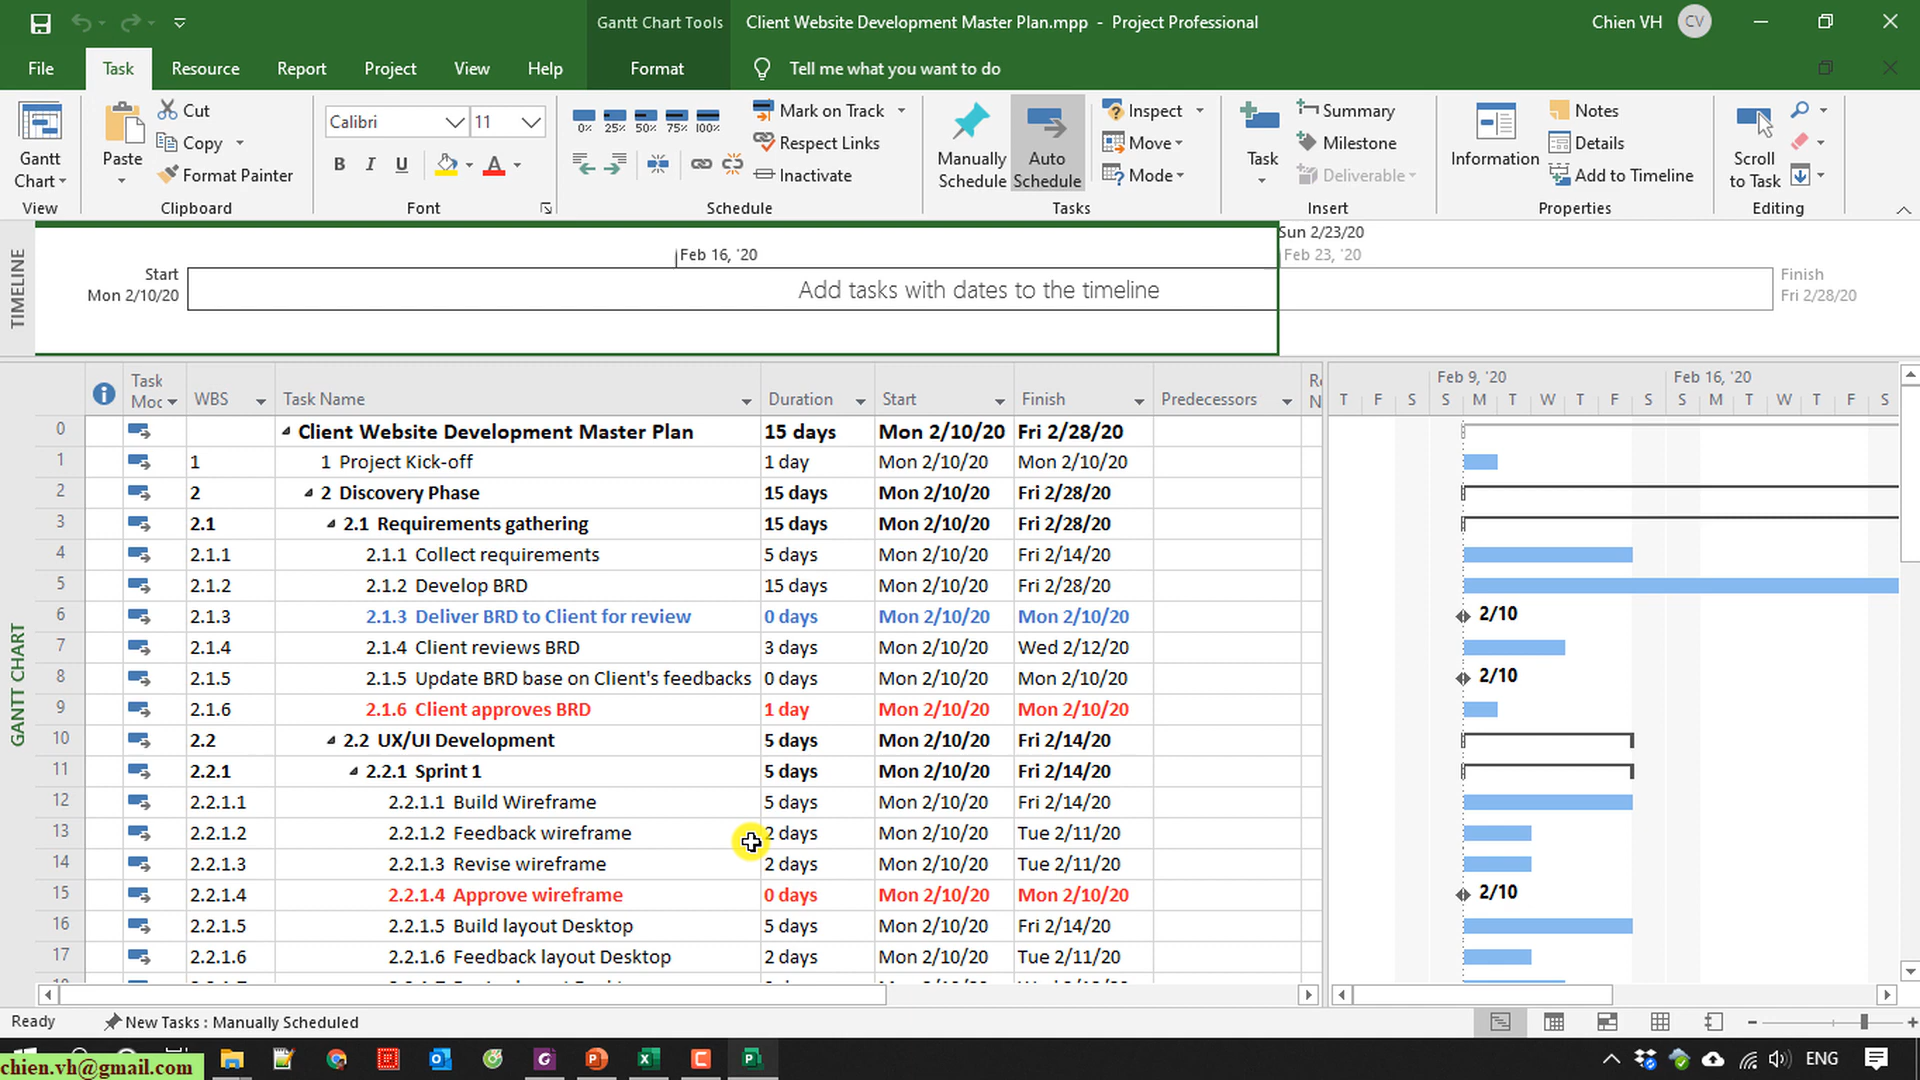 Gantt Chart Tools
Client Website Development Master Plan.mpp - Project Professional
Chien VH
CV
File
Task
Resource
Report
Project
View
Help
Format
Tell me what you want to do
Gantt
Chart
View
Paste
Cut
Copy
Format Painter
Clipboard
Calibri
11
B I U
A
Font
0% 25% 50% 75% 100%
Mark on Track
Respect Links
Inactivate
Schedule
Manually
Schedule
Auto
Schedule
Inspect
Move
Mode
Tasks
Task
Summary
Milestone
Deliverable
Insert
Information
Notes
Details
Add to Timeline
Properties
Scroll
to Task
Editing
TIMELINE
Sun 2/23/20
Feb 16, '20
Feb 23, '20
Start
Mon 2/10/20
Add tasks with dates to the timeline
Finish
Fri 2/28/20
GANTT CHART
Task
Moc
WBS
Task Name
Duration
Start
Finish
Predecessors
Feb 9, '20
Feb 16, '20
T F S S M T W T F S S M T W T F S
0 Client Website Development Master Plan 15 days Mon 2/10/20 Fri 2/28/20
1 1 1 Project Kick-off 1 day Mon 2/10/20 Mon 2/10/20
2 2 2 Discovery Phase 15 days Mon 2/10/20 Fri 2/28/20
3 2.1 2.1 Requirements gathering 15 days Mon 2/10/20 Fri 2/28/20
4 2.1.1 2.1.1 Collect requirements 5 days Mon 2/10/20 Fri 2/14/20
5 2.1.2 2.1.2 Develop BRD 15 days Mon 2/10/20 Fri 2/28/20
6 2.1.3 2.1.3 Deliver BRD to Client for review 0 days Mon 2/10/20 Mon 2/10/20 2/10
7 2.1.4 2.1.4 Client reviews BRD 3 days Mon 2/10/20 Wed 2/12/20
8 2.1.5 2.1.5 Update BRD base on Client's feedbacks 0 days Mon 2/10/20 Mon 2/10/20 2/10
9 2.1.6 2.1.6 Client approves BRD 1 day Mon 2/10/20 Mon 2/10/20
10 2.2 2.2 UX/UI Development 5 days Mon 2/10/20 Fri 2/14/20
11 2.2.1 2.2.1 Sprint 1 5 days Mon 2/10/20 Fri 2/14/20
12 2.2.1.1 2.2.1.1 Build Wireframe 5 days Mon 2/10/20 Fri 2/14/20
13 2.2.1.2 2.2.1.2 Feedback wireframe 2 days Mon 2/10/20 Tue 2/11/20
14 2.2.1.3 2.2.1.3 Revise wireframe 2 days Mon 2/10/20 Tue 2/11/20
15 2.2.1.4 2.2.1.4 Approve wireframe 0 days Mon 2/10/20 Mon 2/10/20 2/10
16 2.2.1.5 2.2.1.5 Build layout Desktop 5 days Mon 2/10/20 Fri 2/14/20
17 2.2.1.6 2.2.1.6 Feedback layout Desktop 2 days Mon 2/10/20 Tue 2/11/20
Ready
New Tasks : Manually Scheduled
chien.vh@gmail.com
ENG